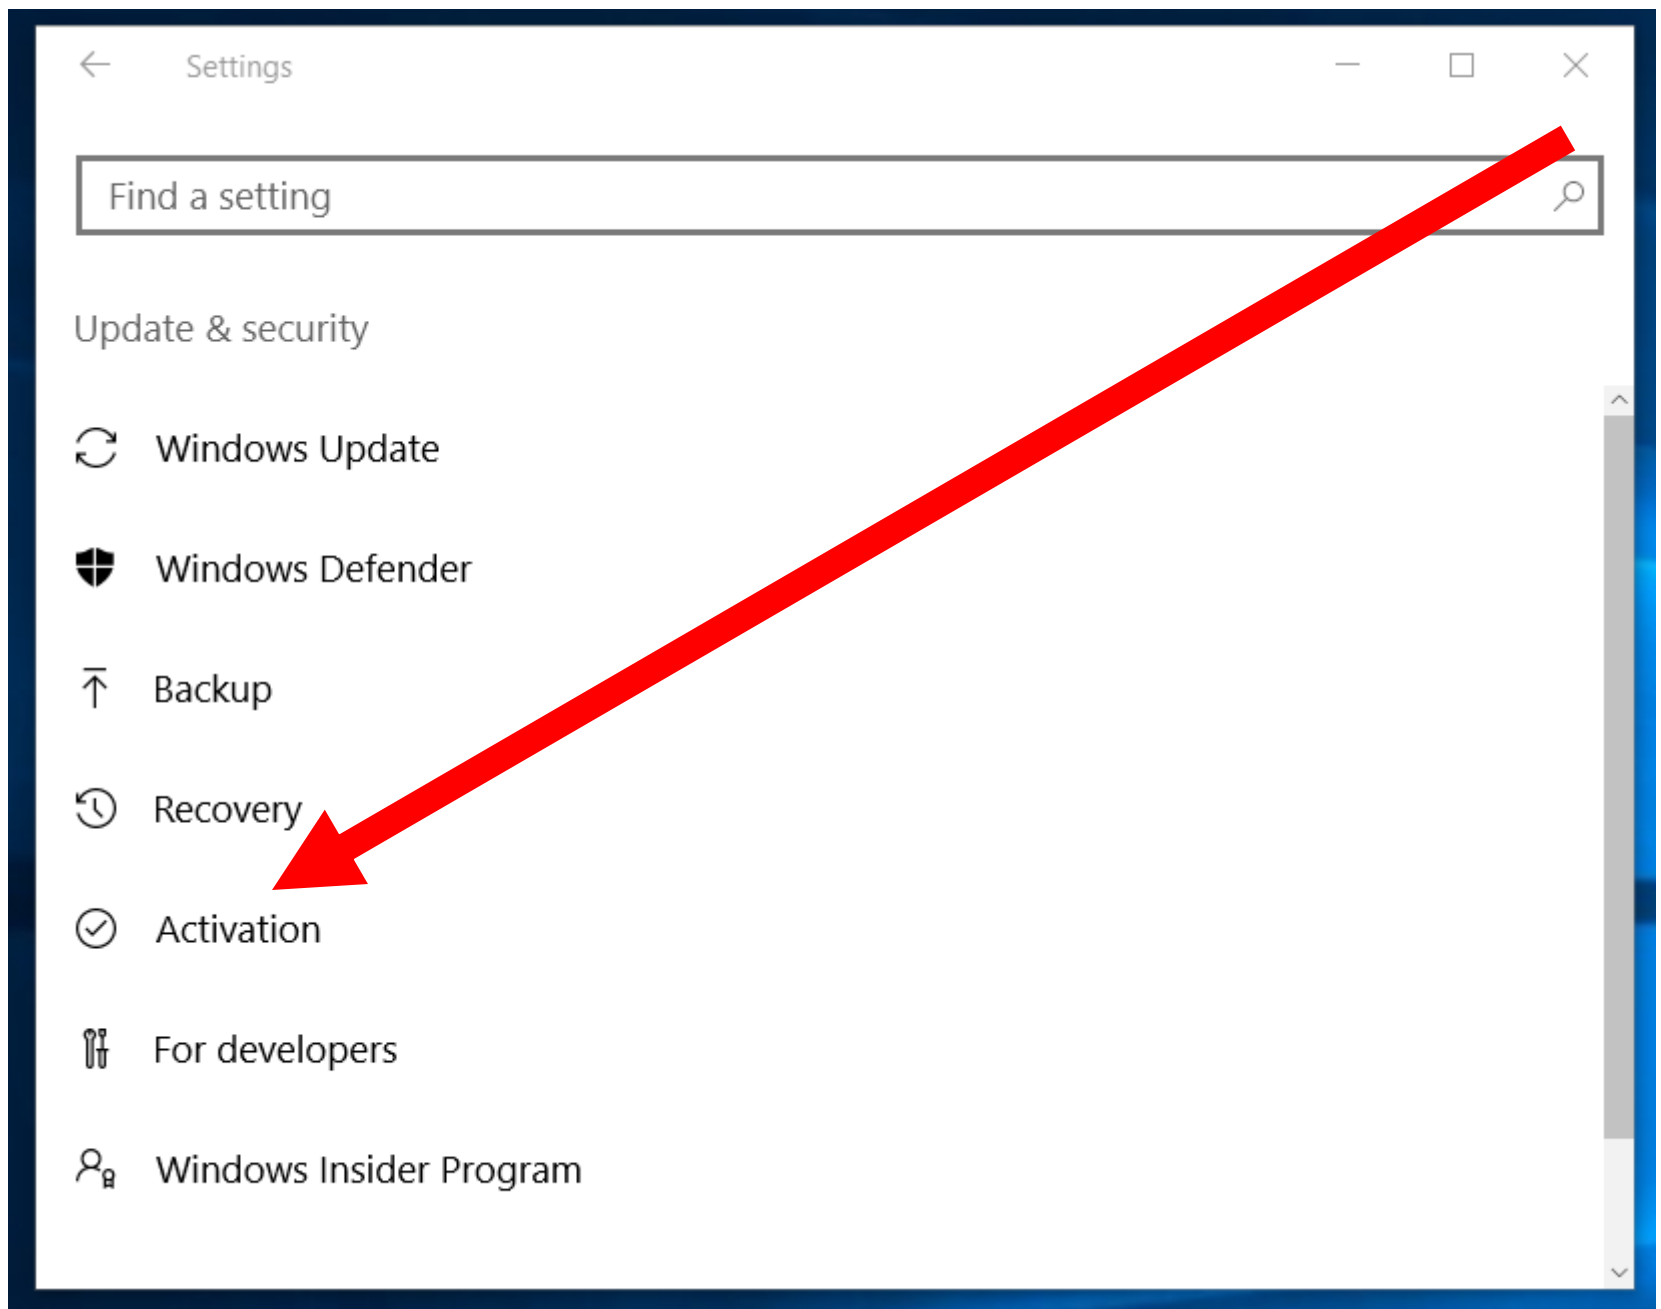 Settings
Find a setting
Update & security
Windows Update
Windows Defender
Backup
Recovery
Activation
For developers
Windows Insider Program